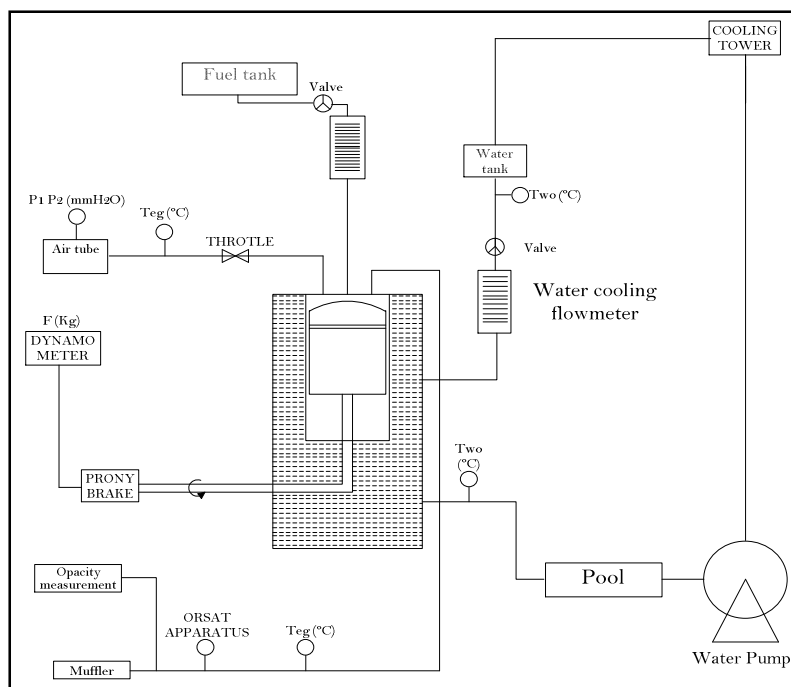 COOLING
TOWER
Fuel tank
Valve
Water
tank
Two (ºC)
P1 P2 (mmH2O)
Teg (ºC)
Air tube
THROTLE
Valve
Water cooling
flowmeter
F (Kg)
DYNAMO
METER
Two
(ºC)
PRONY
BRAKE
Opacity
measurement
Pool
ORSAT
APPARATUS
Teg (ºC)
Muffler
Water Pump